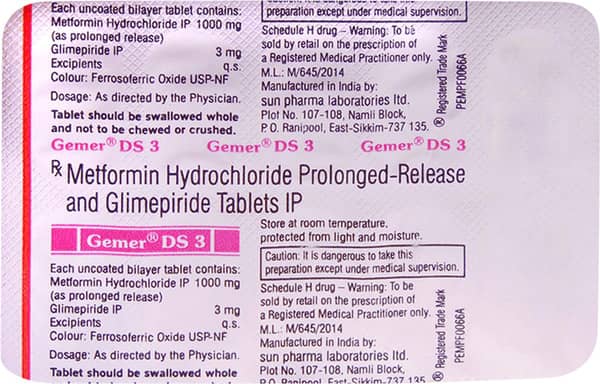 Each uncoated bilayer tablet contains:
Metformin Hydrochloride IP 1000 mg
(as prolonged release)
Glimepiride IP 3 mg
Excipients q.s.
Colour: Ferrosoferric Oxide USP-NF
Dosage: As directed by the Physician.
Tablet should be swallowed whole
and not to be chewed or crushed.
preparation except under medical supervision.
Schedule H drug – Warning: To be
sold by retail on the prescription of
a Registered Medical Practitioner only.
M.L.: M/645/2014
Manufactured in India by:
sun pharma laboratories ltd.
Plot No. 107-108, Namli Block,
P.O. Ranipool, East-Sikkim-737 135.
® Registered Trade Mark
PEMPF0066A
Gemer® DS 3 Gemer® DS 3 Gemer® DS 3
Rx Metformin Hydrochloride Prolonged-Release
and Glimepiride Tablets IP
Gemer® DS 3
Each uncoated bilayer tablet contains:
Metformin Hydrochloride IP 1000 mg
(as prolonged release)
Glimepiride IP 3 mg
Excipients q.s.
Colour: Ferrosoferric Oxide USP-NF
Dosage: As directed by the Physician.
Tablet should be swallowed whole
Store at room temperature,
protected from light and moisture.
Caution: It is dangerous to take this
preparation except under medical supervision.
Schedule H drug – Warning: To be
sold by retail on the prescription of
a Registered Medical Practitioner only.
M.L.: M/645/2014
Manufactured in India by:
sun pharma laboratories ltd.
Plot No. 107-108, Namli Block,
P.O. Ranipool, East-Sikkim-737 135.
® Registered Trade Mark
PEMPF0066A